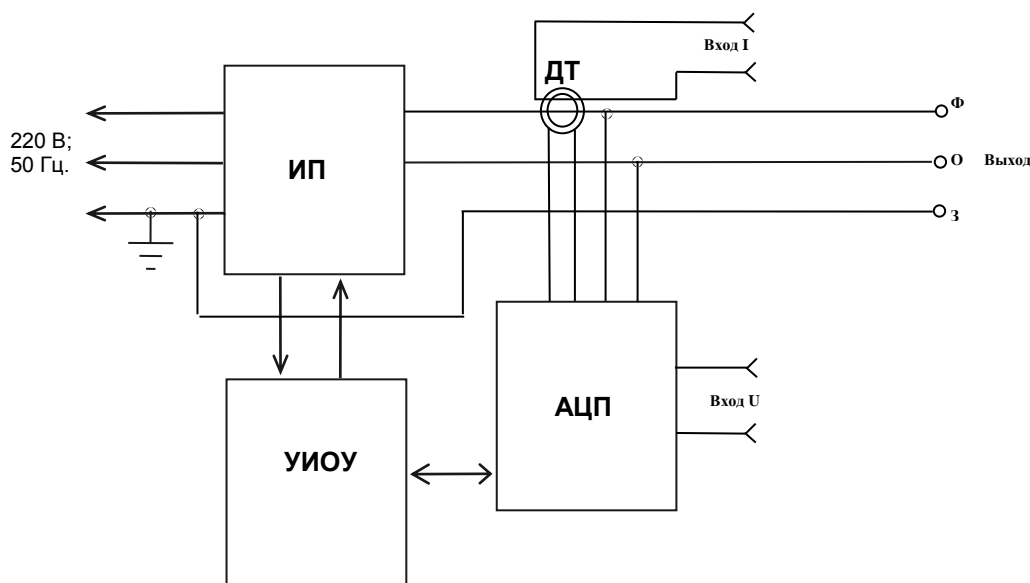 Вход I
ДТ
Ф
220 В;
50 Гц.
ИП
О Выход
З
АЦП
Вход U
УИОУ